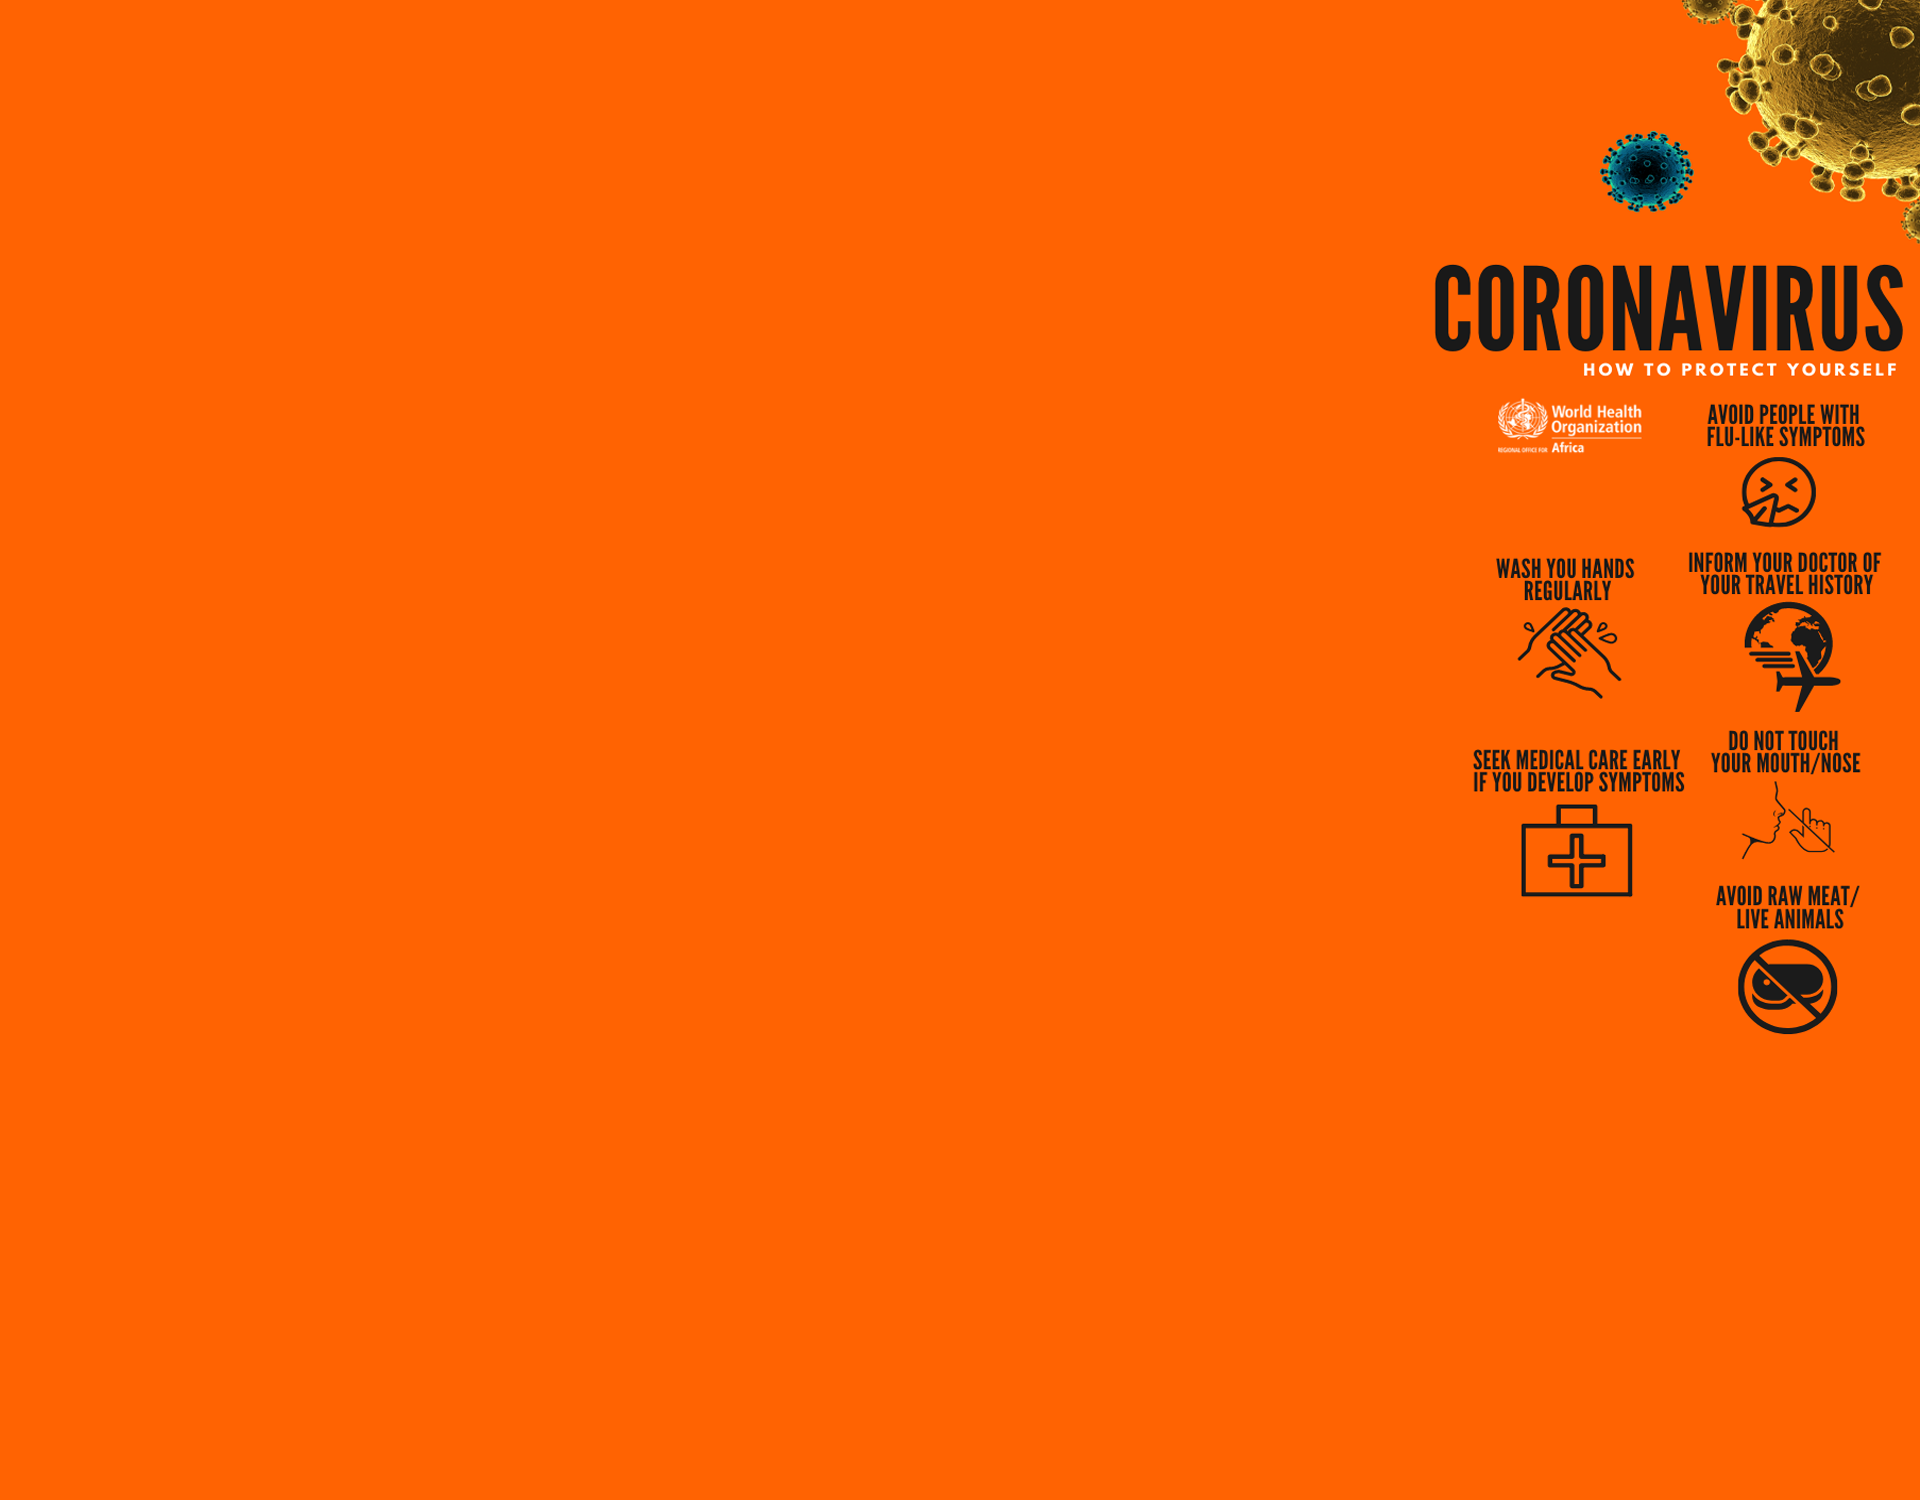 CORONAVIRUS
HOW TO PROTECT YOURSELF
World Health
Organization
REGIONAL OFFICE FOR Africa
AVOID PEOPLE WITH
FLU-LIKE SYMPTOMS
WASH YOU HANDS
REGULARLY
INFORM YOUR DOCTOR OF
YOUR TRAVEL HISTORY
SEEK MEDICAL CARE EARLY
IF YOU DEVELOP SYMPTOMS
DO NOT TOUCH
YOUR MOUTH/NOSE
AVOID RAW MEAT/
LIVE ANIMALS